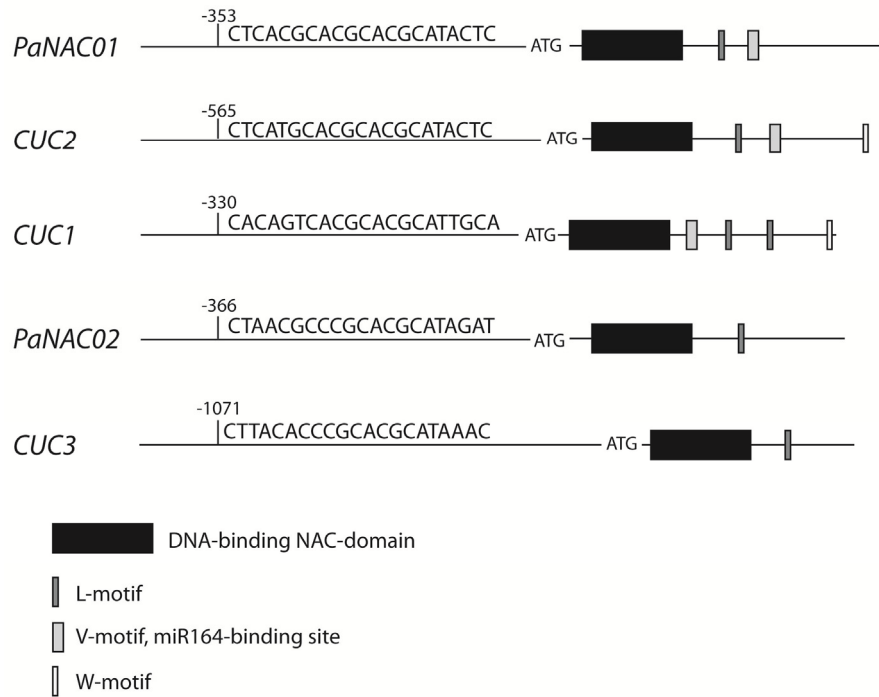 -353
PaNAC01 CTCACGCACGCACGCATACTC ATG
-565
CUC2 CTCATGCACGCACGCATACTC ATG
-330
CUC1 CACAGTCACGCACGCATTGCA ATG
-366
PaNAC02 CTAACGCCCGCACGCATAGAT ATG
-1071
CUC3 CTTACACCCGCACGCATAAAC ATG
DNA-binding NAC-domain
L-motif
V-motif, miR164-binding site
W-motif